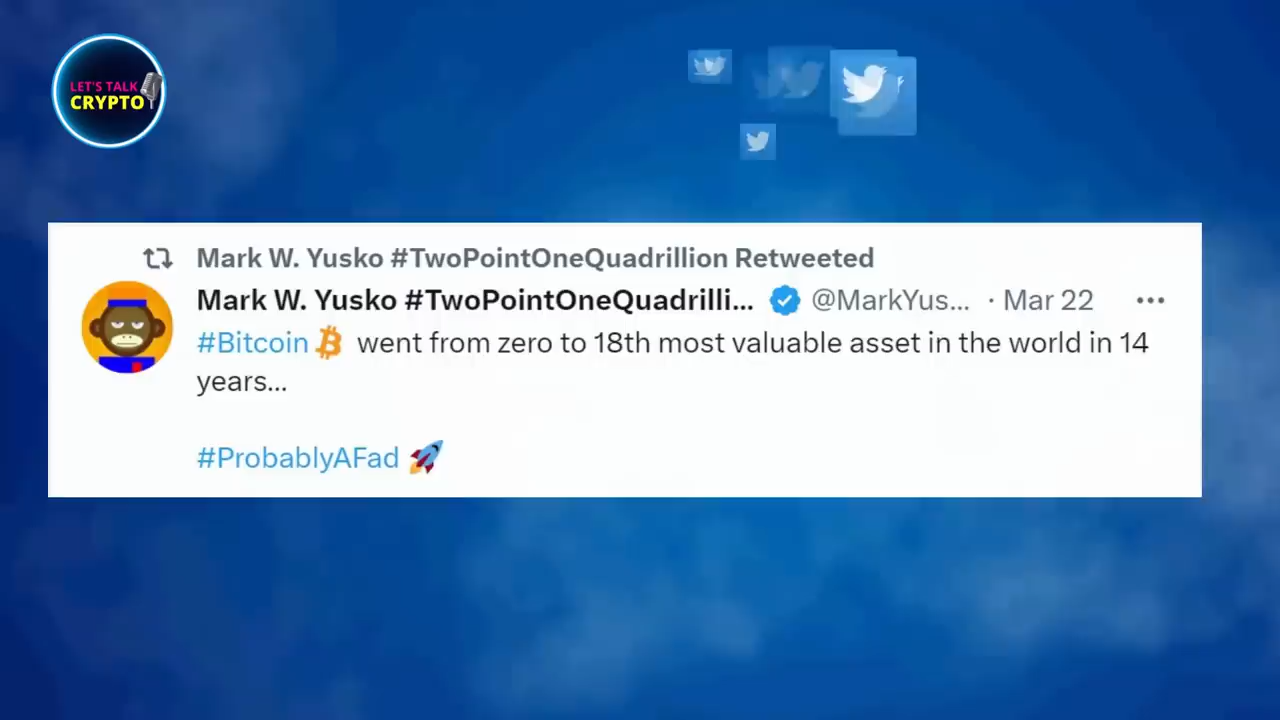 LET'S TALK
CRYPTO
Mark W. Yusko #TwoPointOneQuadrillion Retweeted
Mark W. Yusko #TwoPointOneQuadrilli... @MarkYus... · Mar 22 ...
#Bitcoin went from zero to 18th most valuable asset in the world in 14
years...
#ProbablyAFad 🚀